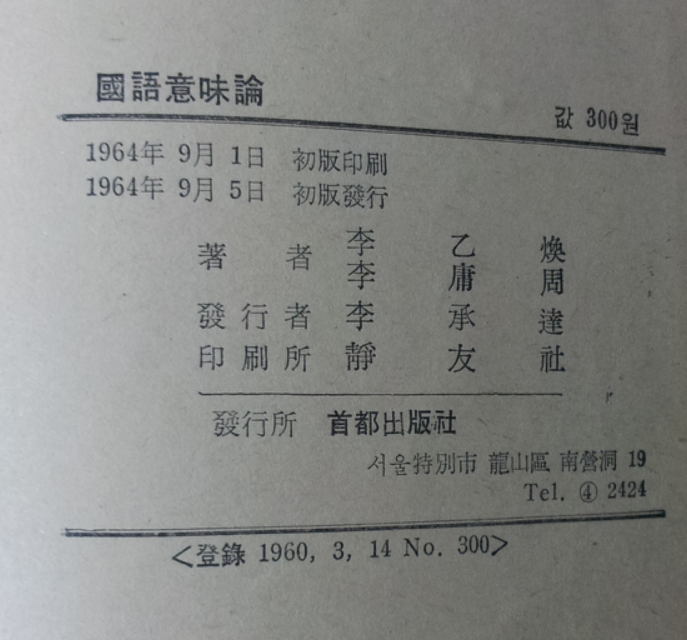 國語意味論
값 300원
1964年 9月 1日 初版印刷
1964年 9月 5日 初版發行
著者 李乙煥
李庸周
發行者 李承達
印刷所 靜友社
發行所 首都出版社
서울特別市 龍山區 南營洞 19
Tel. ④ 2424
<登錄 1960, 3, 14 No. 300>